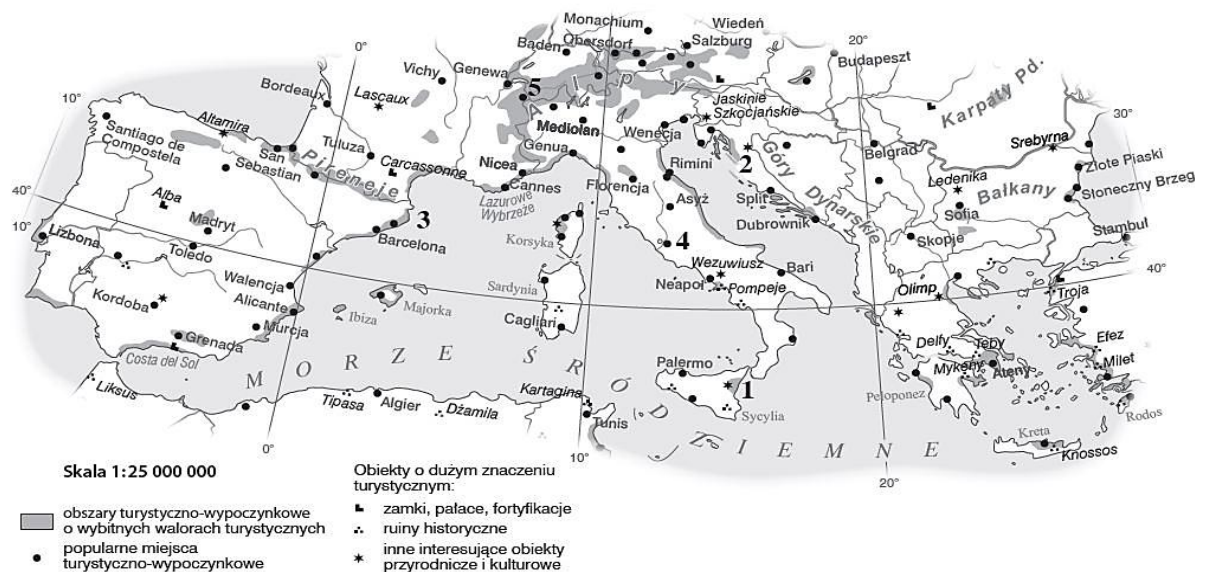 Monachium
Wiedeń
0°
Baden
Obersdorf
Salzburg
20°
Vichy
Genewa
Budapeszt
Bordeaux
Lascaux
5
A l p y
10°
Altamira
Jaskinie
Szkocjańskie
Karpaty Pd.
30°
Santiago de
Compostela
Mediolan
Wenecja
Tuluza
Carcassonne
Genua
2
Belgrad
Srebyrna
San
Sebastian
Pireneje
Nicea
Rimini
Góry
Dynarskie
Złote Piaski
Cannes
Florencja
Ledenika
Bałkany
Słoneczny Brzeg
40°
Alba
Lazurowe
Wybrzeże
Asyż
Split
Sofia
10°
Madryt
3
Dubrownik
Stambuł
Lizbona
Barcelona
Korsyka
4
Skopje
Toledo
Wezuwiusz
Bari
40°
Walencja
Sardynia
Neapol
Pompeje
Olimp
Troja
Kordoba
Alicante
Majorka
Ibiza
Murcja
Cagliari
Efez
Grenada
Delfy
Teby
Costa del Sol
Mykeny
Ateny
Milet
M O R Z E Ś R Ó D Z I E M N E
Palermo
Liksus
Kartagina
1
Peloponez
Tipasa
Algier
Dżamila
Sycylia
Rodos
Tunis
Kreta
Knossos
0°
10°
20°
Skala 1:25 000 000
obszary turystyczno-wypoczynkowe
o wybitnych walorach turystycznych
popularne miejsca
turystyczno-wypoczynkowe
Obiekty o dużym znaczeniu
turystycznym:
zamki, pałace, fortyfikacje
ruiny historyczne
inne interesujące obiekty
przyrodnicze i kulturowe